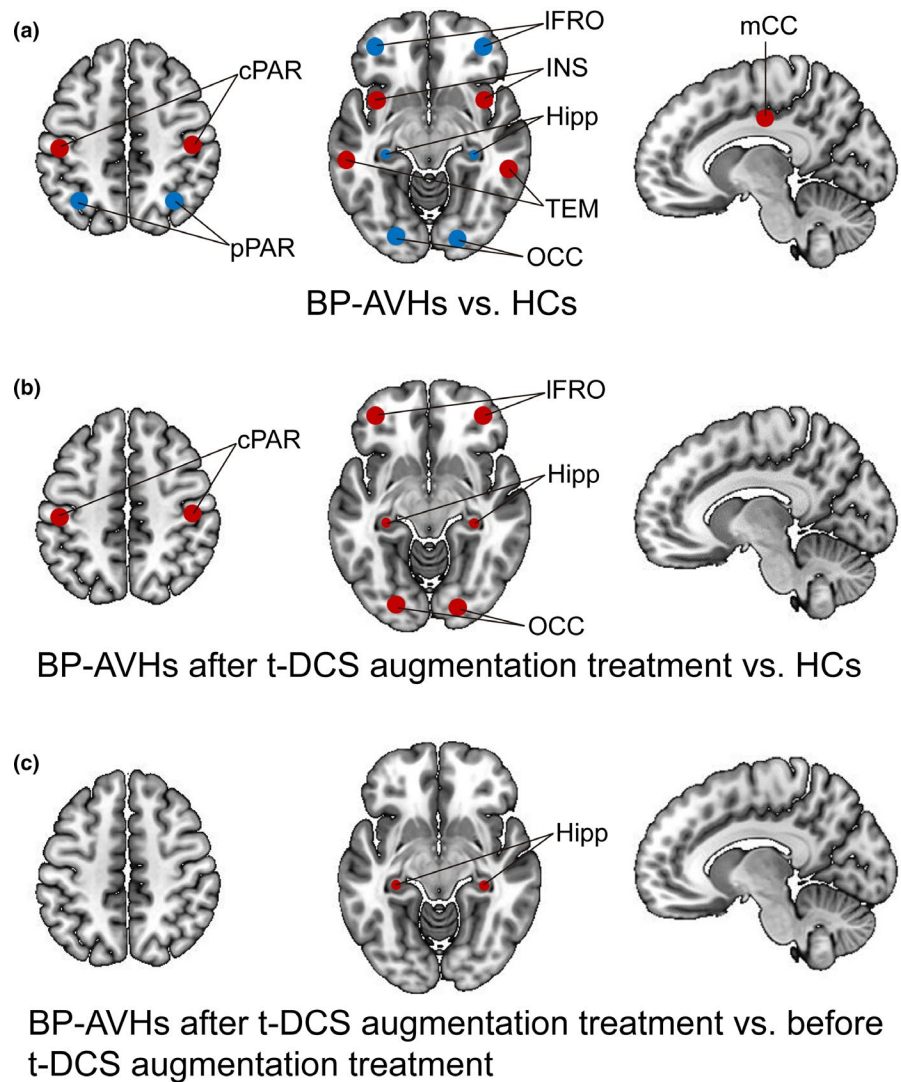 (a)
cPAR
pPAR
lFRO
INS
Hipp
TEM
OCC
mCC
BP-AVHs vs. HCs
(b)
cPAR
lFRO
Hipp
OCC
BP-AVHs after t-DCS augmentation treatment vs. HCs
(c)
Hipp
BP-AVHs after t-DCS augmentation treatment vs. before
t-DCS augmentation treatment